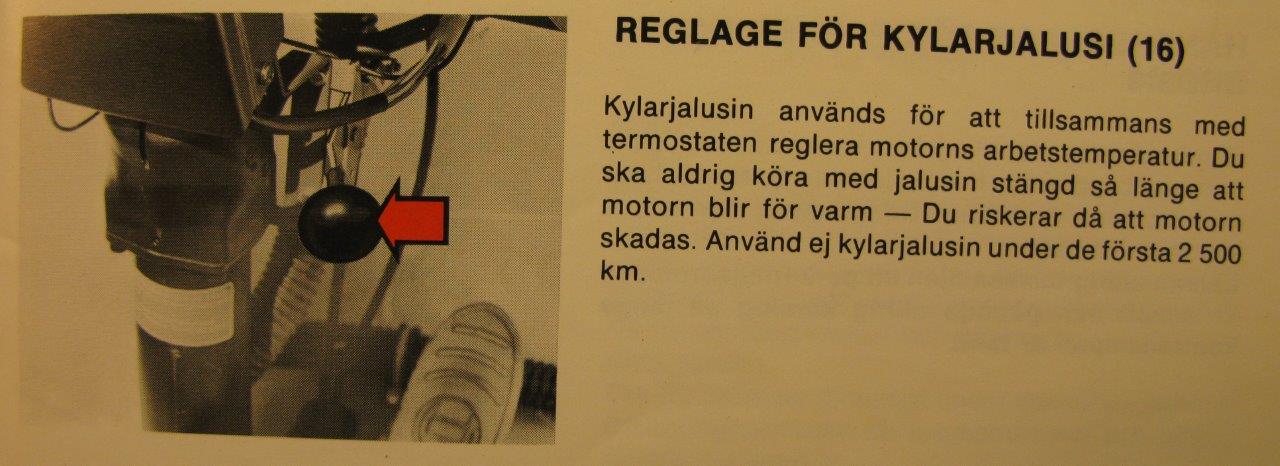 REGLAGE FÖR KYLARJALUSI (16)
Kylarjalusin används för att tillsammans med
termostaten reglera motorns arbetstemperatur. Du
ska aldrig köra med jalusin stängd så länge att
motorn blir för varm — Du riskerar då att motorn
skadas. Använd ej kylarjalusin under de första 2 500
km.